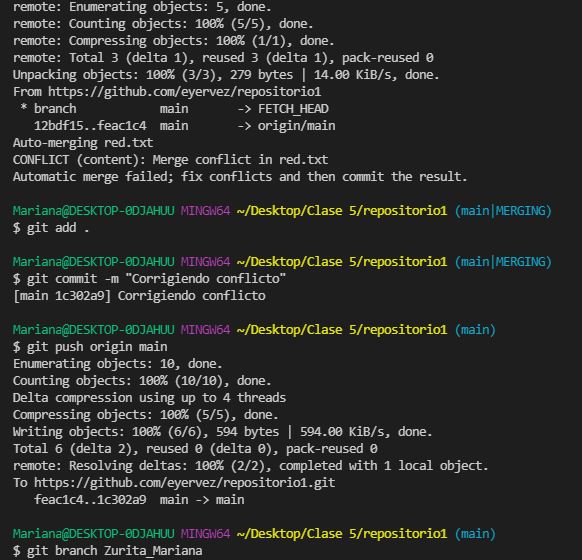 remote: Enumerating objects: 5, done.
remote: Counting objects: 100% (5/5), done.
remote: Compressing objects: 100% (1/1), done.
remote: Total 3 (delta 1), reused 3 (delta 1), pack-reused 0
Unpacking objects: 100% (3/3), 279 bytes | 14.00 KiB/s, done.
From https://github.com/eyervez/repositorio1
 * branch            main       -> FETCH_HEAD
   12bdf15..feac1c4  main       -> origin/main
Auto-merging red.txt
CONFLICT (content): Merge conflict in red.txt
Automatic merge failed; fix conflicts and then commit the result.
Mariana@DESKTOP-0DJAHUU MINGW64 ~/Desktop/Clase 5/repositorio1 (main|MERGING)
$ git add .
Mariana@DESKTOP-0DJAHUU MINGW64 ~/Desktop/Clase 5/repositorio1 (main|MERGING)
$ git commit -m "Corrigiendo conflicto"
[main 1c302a9] Corrigiendo conflicto
Mariana@DESKTOP-0DJAHUU MINGW64 ~/Desktop/Clase 5/repositorio1 (main)
$ git push origin main
Enumerating objects: 10, done.
Counting objects: 100% (10/10), done.
Delta compression using up to 4 threads
Compressing objects: 100% (5/5), done.
Writing objects: 100% (6/6), 594 bytes | 594.00 KiB/s, done.
Total 6 (delta 2), reused 0 (delta 0), pack-reused 0
remote: Resolving deltas: 100% (2/2), completed with 1 local object.
To https://github.com/eyervez/repositorio1.git
   feac1c4..1c302a9  main -> main
Mariana@DESKTOP-0DJAHUU MINGW64 ~/Desktop/Clase 5/repositorio1 (main)
$ git branch Zurita_Mariana